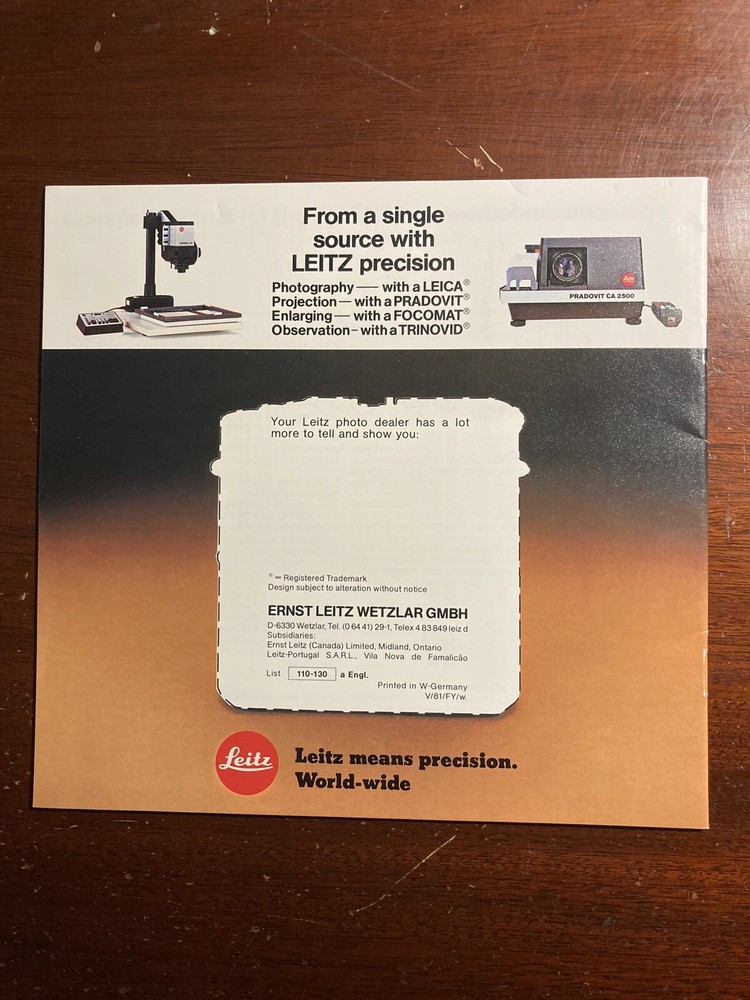 From a single
source with
LEITZ precision
Photography — with a LEICA®
Projection — with a PRADOVIT®
Enlarging — with a FOCOMAT®
Observation – with a TRINOVID®
PRADOVIT CA 2500
Your Leitz photo dealer has a lot
more to tell and show you:
® = Registered Trademark
Design subject to alteration without notice
ERNST LEITZ WETZLAR GMBH
D-6330 Wetzlar, Tel. (0 64 41) 29-1, Telex 4 83 849 leiz d
Subsidiaries:
Ernst Leitz (Canada) Limited, Midland, Ontario
Leitz-Portugal S.A.R.L., Vila Nova de Famalicão
List 110-130 a Engl.
Printed in W-Germany
V/81/FY/w.
Leitz
Leitz means precision.
World-wide